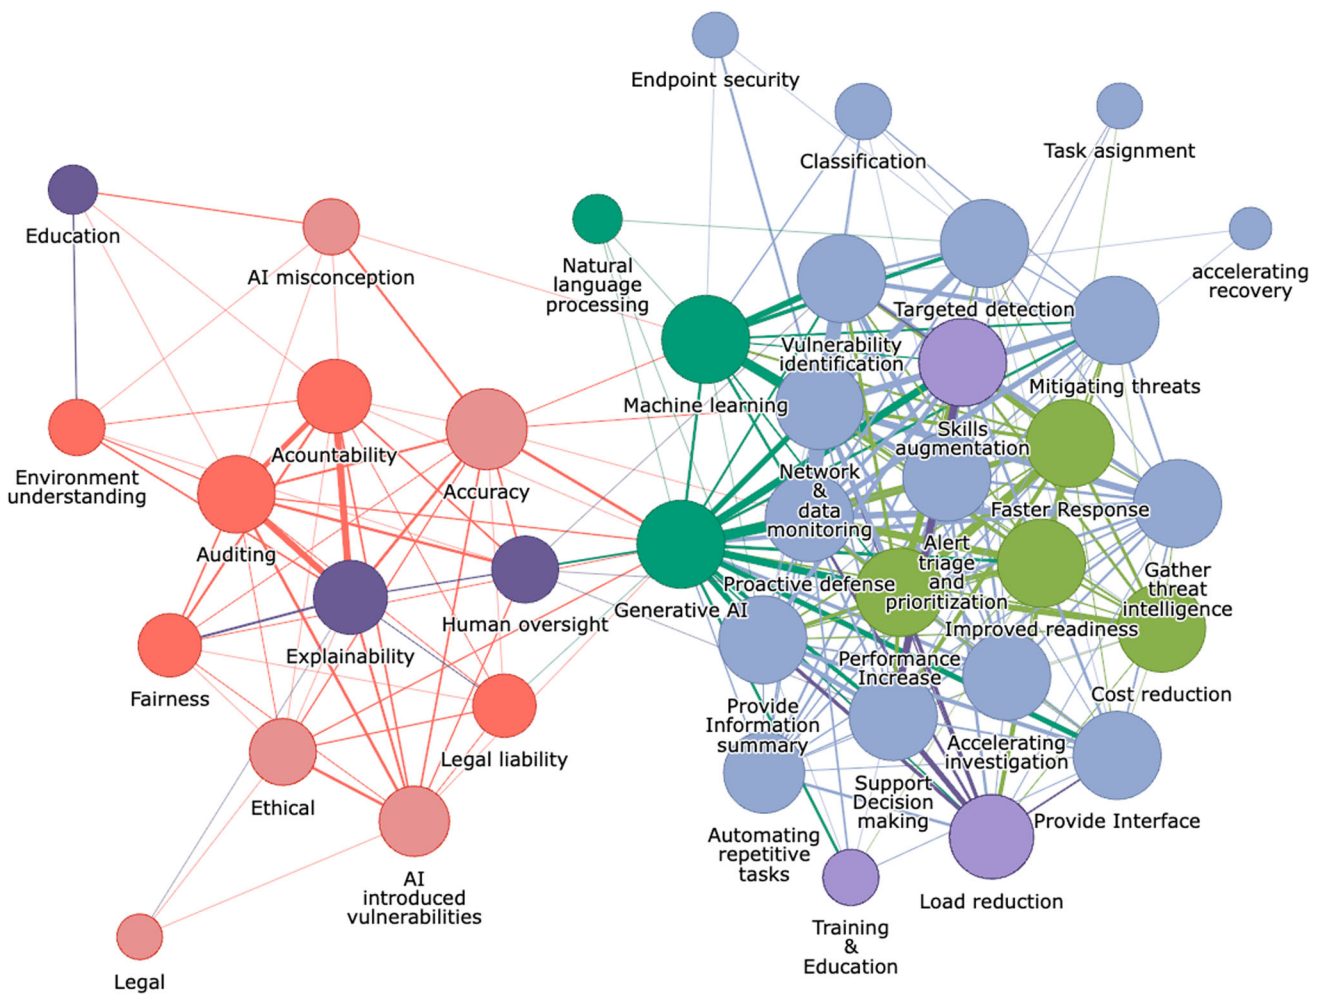 Endpoint security
Classification
Task asignment
Education
AI misconception
Natural
language
processing
accelerating
recovery
Targeted detection
Vulnerability
identification
Mitigating threats
Machine learning
Skills
augmentation
Acountability
Environment
understanding
Accuracy
Network
&
data
monitoring
Faster Response
Auditing
Alert
triage
and
prioritization
Gather
threat
intelligence
Proactive defense
Generative AI
Human oversight
Improved readiness
Explainability
Performance
Increase
Fairness
Cost reduction
Provide
Information
summary
Legal liability
Accelerating
investigation
Ethical
Support
Decision
making
Provide Interface
Automating
repetitive
tasks
AI
introduced
vulnerabilities
Load reduction
Training
&
Education
Legal